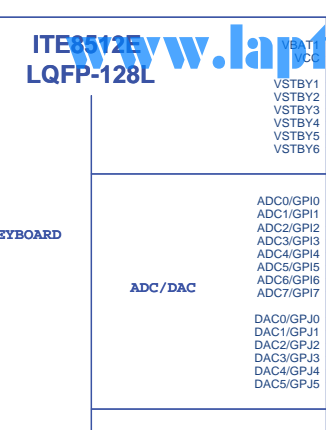 ITE8512E
LQFP-128L
www.lapt
VBAT1
VCC
VSTBY1
VSTBY2
VSTBY3
VSTBY4
VSTBY5
VSTBY6
EYBOARD
ADC/DAC
ADC0/GPI0
ADC1/GPI1
ADC2/GPI2
ADC3/GPI3
ADC4/GPI4
ADC5/GPI5
ADC6/GPI6
ADC7/GPI7
DAC0/GPJ0
DAC1/GPJ1
DAC2/GPJ2
DAC3/GPJ3
DAC4/GPJ4
DAC5/GPJ5